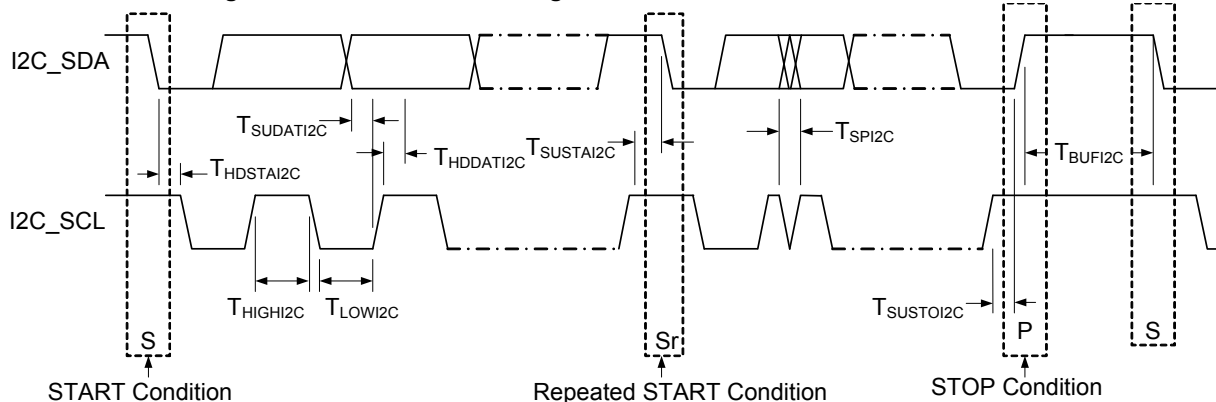 I2C_SDA
T_SUDATI2C
T_HDSTAI2C
T_HDDATI2C
T_SUSTAI2C
T_SPI2C
T_BUFI2C
I2C_SCL
T_HIGHI2C
T_LOWI2C
T_SUSTOI2C
S
Sr
P
S
START Condition
Repeated START Condition
STOP Condition